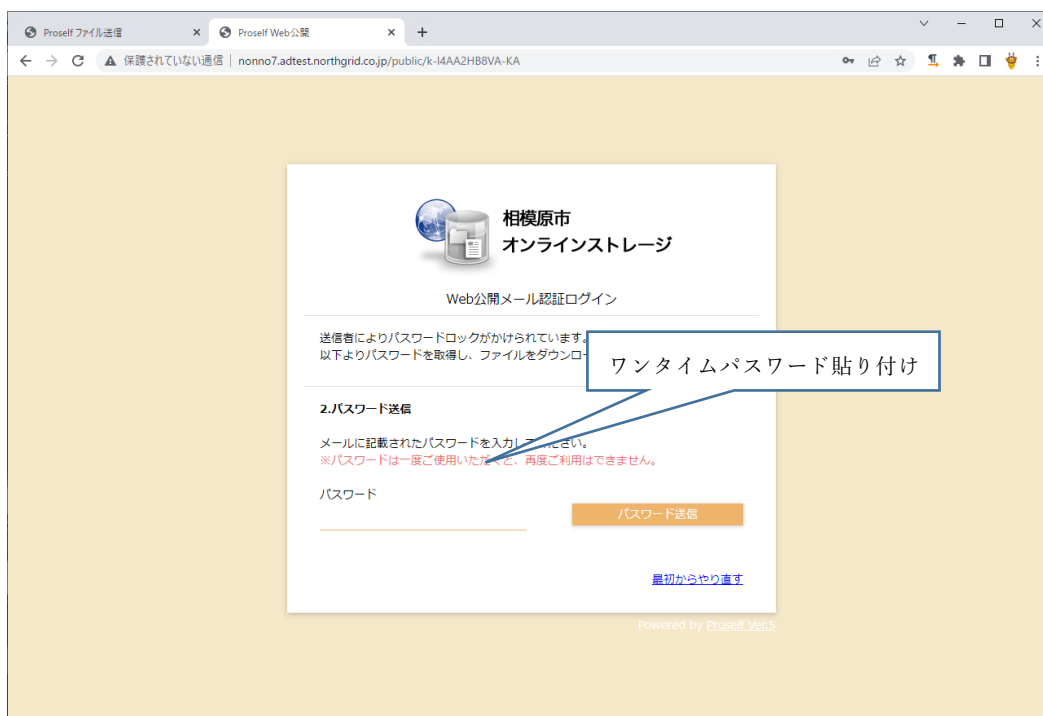 Proself ファイル送信
Proself Web公開
保護されていない通信 | nonno7.adtest.northgrid.co.jp/public/k-I4AA2HB8VA-KA
相模原市
オンラインストレージ
Web公開メール認証ログイン
送信者によりパスワードロックがかけられています。
以下よりパスワードを取得し、ファイルをダウンロー
ワンタイムパスワード貼り付け
2.パスワード送信
メールに記載されたパスワードを入力してください。
※パスワードは一度ご使用いただくと、再度ご利用はできません。
パスワード
パスワード送信
最初からやり直す
Powered by Proself Ver.5